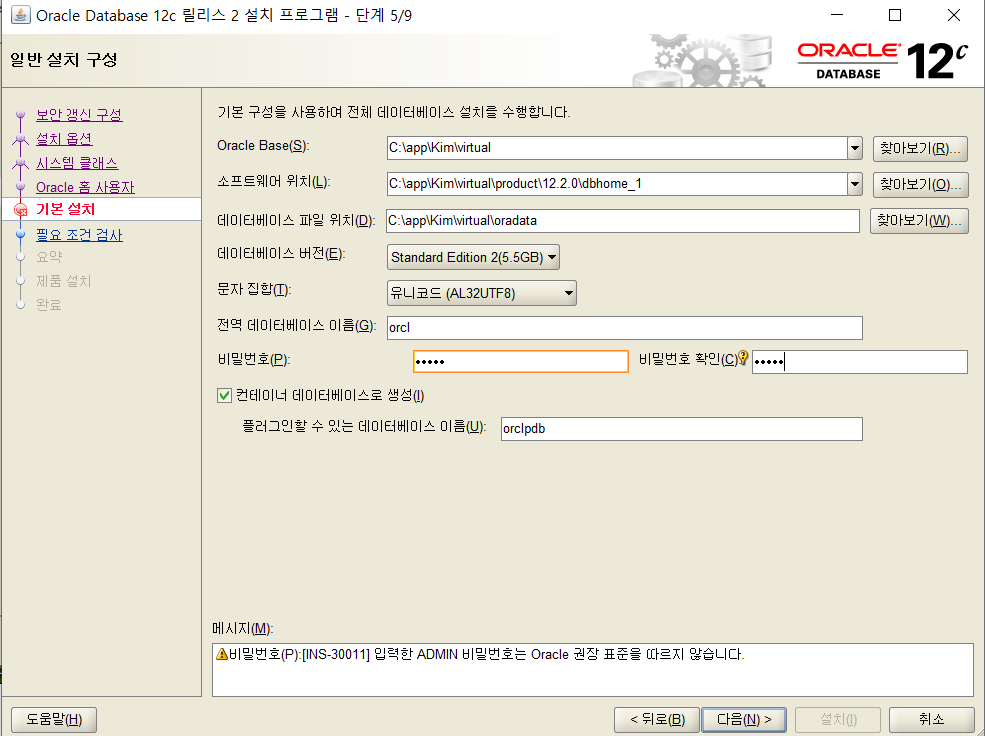 Oracle Database 12c 릴리스 2 설치 프로그램 - 단계 5/9
일반 설치 구성
ORACLE® DATABASE 12c
보안 갱신 구성
설치 옵션
시스템 클래스
Oracle 홈 사용자
기본 설치
필요 조건 검사
요약
제품 설치
완료
기본 구성을 사용하며 전체 데이터베이스 설치를 수행합니다.
Oracle Base(S): C:\app\Kim\virtual 찾아보기(R)...
소프트웨어 위치(L): C:\app\Kim\virtual\product\12.2.0\dbhome_1 찾아보기(O)...
데이터베이스 파일 위치(D): C:\app\Kim\virtual\oradata 찾아보기(W)...
데이터베이스 버전(E): Standard Edition 2(5.5GB)
문자 집합(T): 유니코드 (AL32UTF8)
전역 데이터베이스 이름(G): orcl
비밀번호(P): ••••• 비밀번호 확인(C) •••••
컨테이너 데이터베이스로 생성(I)
플러그인할 수 있는 데이터베이스 이름(U): orclpdb
메시지(M):
비밀번호(P):[INS-30011] 입력한 ADMIN 비밀번호는 Oracle 권장 표준을 따르지 않습니다.
도움말(H) < 뒤로(B) 다음(N) > 설치(I) 취소